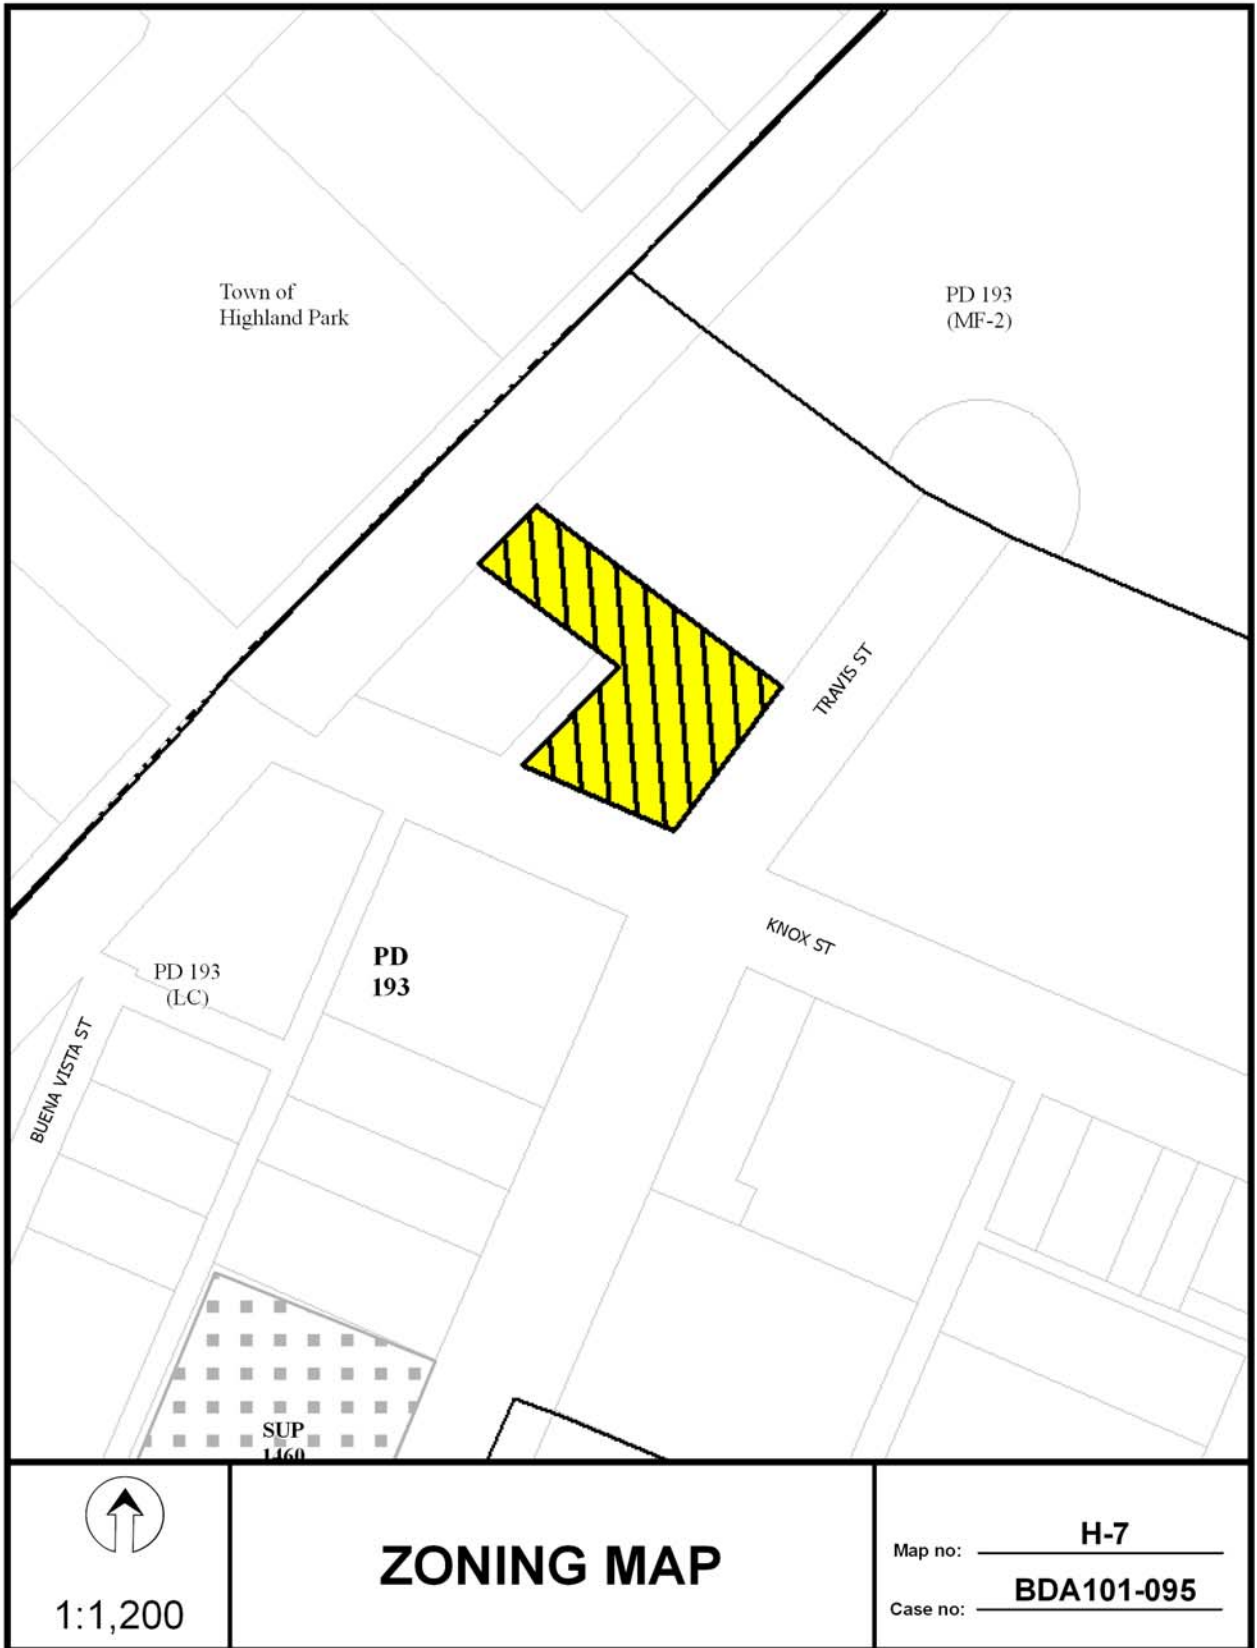 Town of
Highland Park
PD 193
(MF-2)
TRAVIS ST
KNOX ST
PD
193
PD 193
(LC)
BUENA VISTA ST
SUP
1460
1:1,200
ZONING MAP
Map no: H-7
Case no: BDA101-095